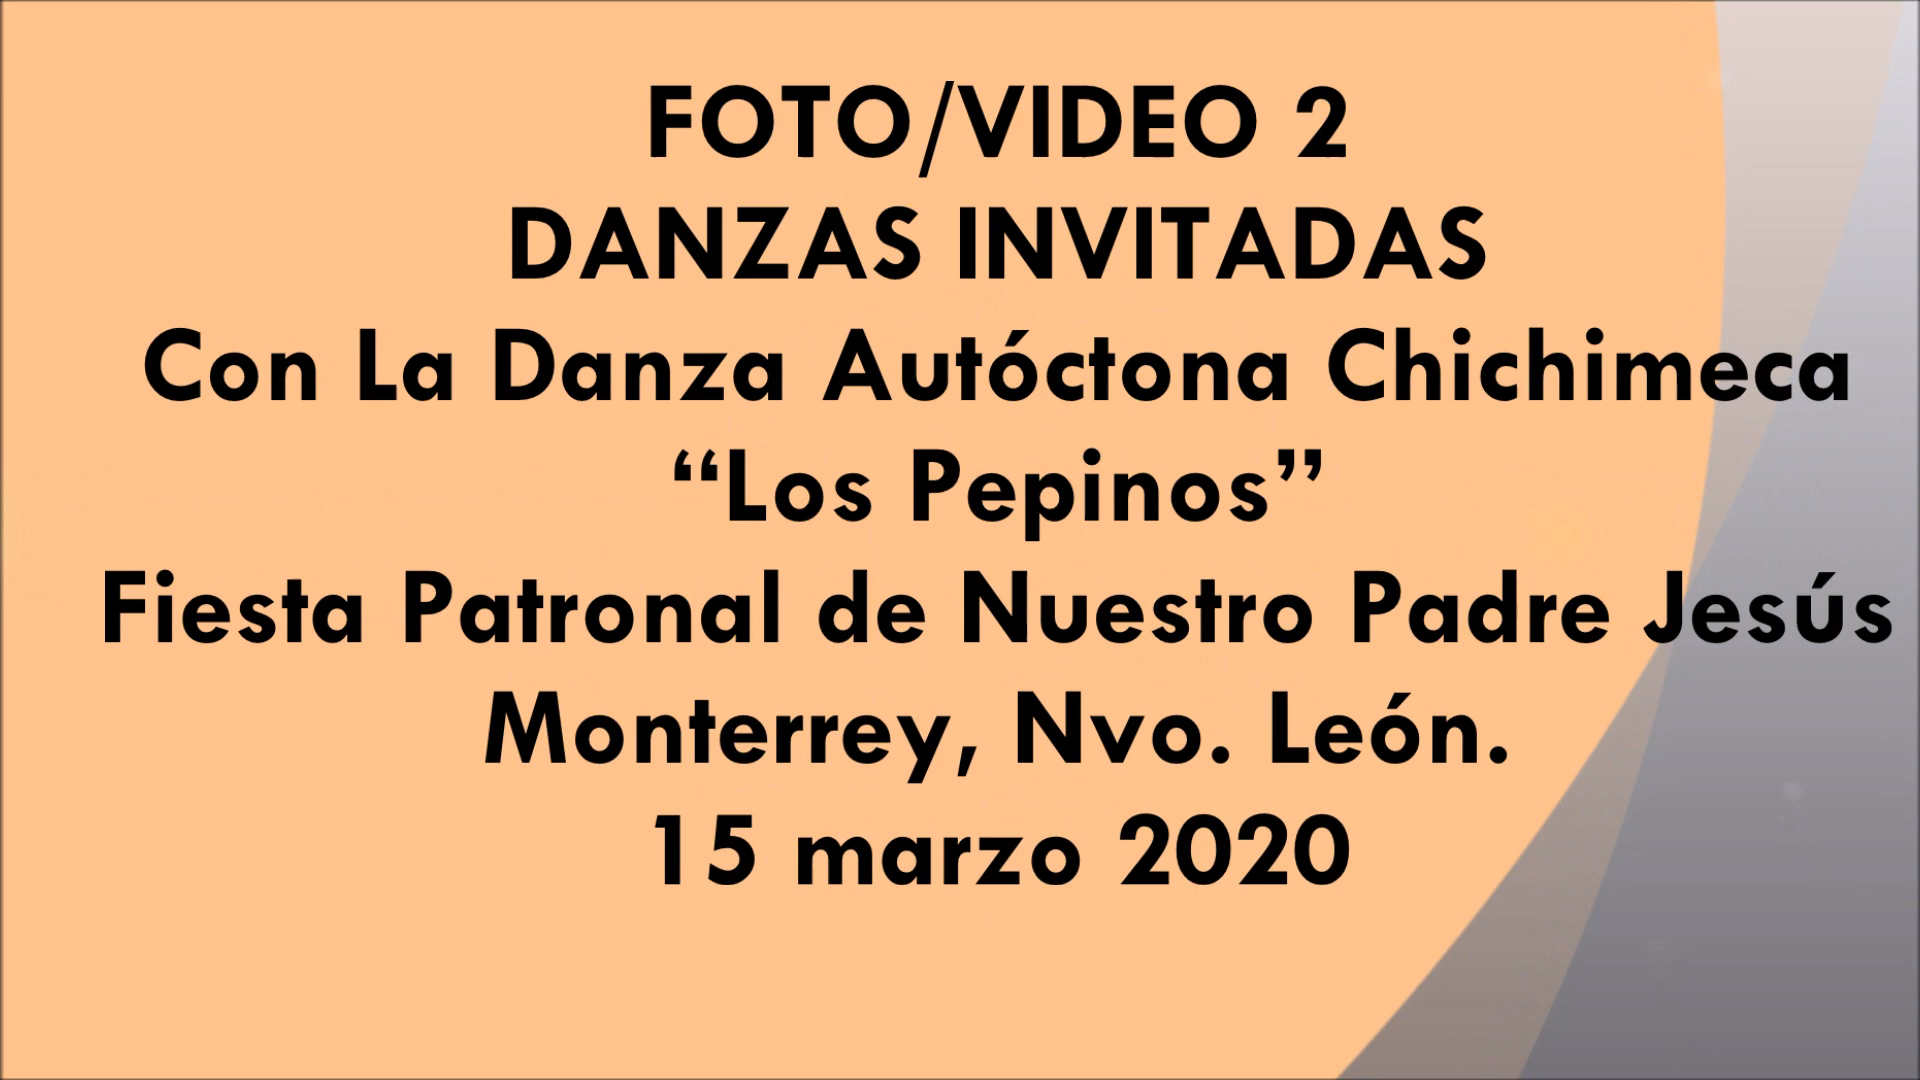 FOTO/VIDEO 2
DANZAS INVITADAS
Con La Danza Autóctona Chichimeca
“Los Pepinos”
Fiesta Patronal de Nuestro Padre Jesús
Monterrey, Nvo. León.
15 marzo 2020